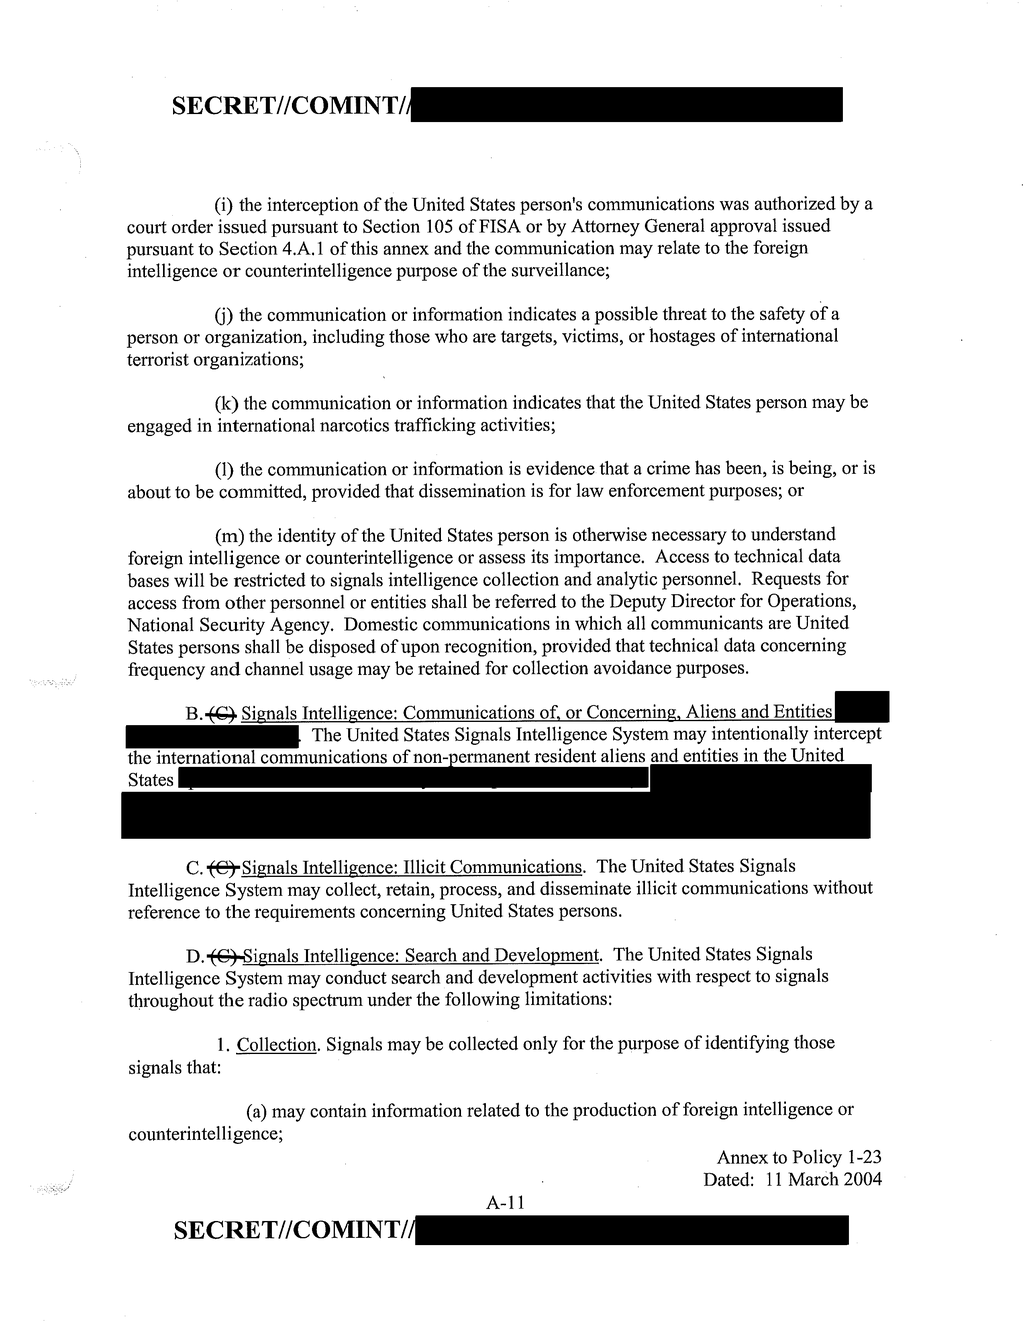 SECRET//COMINT//
(i) the interception of the United States person's communications was authorized by a
court order issued pursuant to Section 105 of FISA or by Attorney General approval issued
pursuant to Section 4.A.1 of this annex and the communication may relate to the foreign
intelligence or counterintelligence purpose of the surveillance;
(j) the communication or information indicates a possible threat to the safety of a
person or organization, including those who are targets, victims, or hostages of international
terrorist organizations;
(k) the communication or information indicates that the United States person may be
engaged in international narcotics trafficking activities;
(l) the communication or information is evidence that a crime has been, is being, or is
about to be committed, provided that dissemination is for law enforcement purposes; or
(m) the identity of the United States person is otherwise necessary to understand
foreign intelligence or counterintelligence or assess its importance. Access to technical data
bases will be restricted to signals intelligence collection and analytic personnel. Requests for
access from other personnel or entities shall be referred to the Deputy Director for Operations,
National Security Agency. Domestic communications in which all communicants are United
States persons shall be disposed of upon recognition, provided that technical data concerning
frequency and channel usage may be retained for collection avoidance purposes.
B. (C) Signals Intelligence: Communications of, or Concerning, Aliens and Entities
. The United States Signals Intelligence System may intentionally intercept
the international communications of non-permanent resident aliens and entities in the United
States
C. (C) Signals Intelligence: Illicit Communications. The United States Signals
Intelligence System may collect, retain, process, and disseminate illicit communications without
reference to the requirements concerning United States persons.
D. (C) Signals Intelligence: Search and Development. The United States Signals
Intelligence System may conduct search and development activities with respect to signals
throughout the radio spectrum under the following limitations:
1. Collection. Signals may be collected only for the purpose of identifying those
signals that:
(a) may contain information related to the production of foreign intelligence or
counterintelligence;
Annex to Policy 1-23
Dated: 11 March 2004
A-11
SECRET//COMINT//